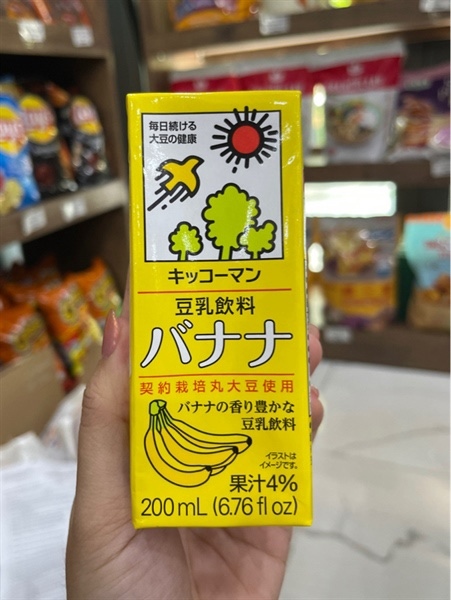 毎日続ける
大豆の健康
キッコーマン
豆乳飲料
バナナ
契約栽培丸大豆使用
バナナの香り豊かな
豆乳飲料
イラストは
イメージです。
果汁4%
200 mL (6.76 fl oz)